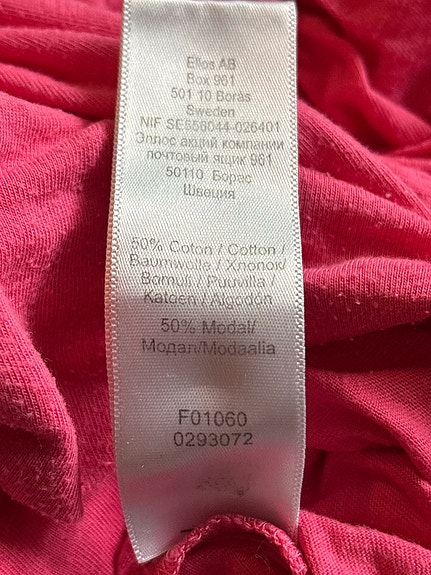 Ellos AB
Box 961
501 10 Borås
Sweden
NIF SE556044-026401
Эллос акций компании
почтовый ящик 961
50110 Борас
Швеция
50% Coton / Cotton /
Baumwolle / Хлопок/
Bomull / Puuvilla /
Katoen / Algodón
50% Modal/
Модал/Modaalia
F01060
0293072